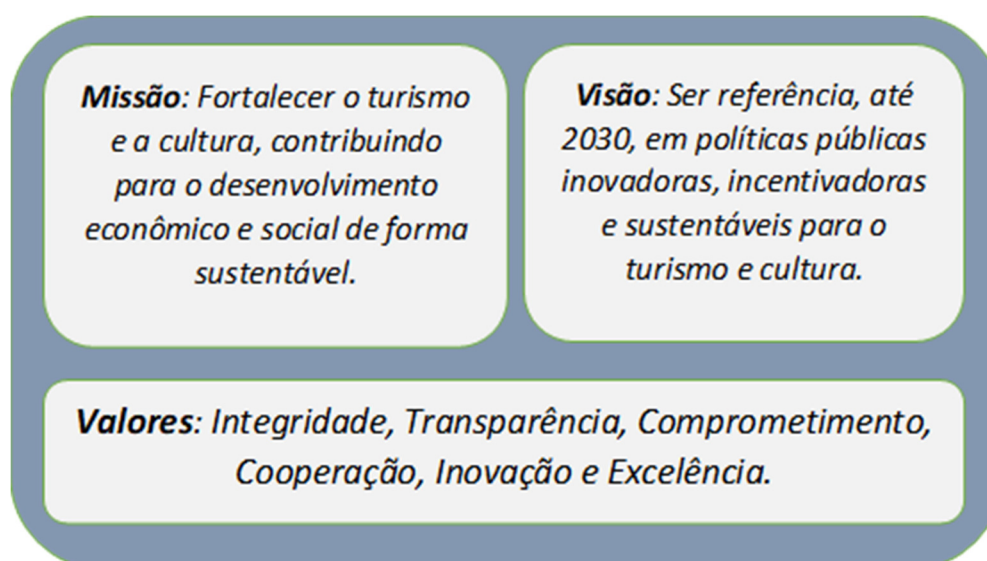 Missão: Fortalecer o turismo
e a cultura, contribuindo
para o desenvolvimento
econômico e social de forma
sustentável.
Visão: Ser referência, até
2030, em políticas públicas
inovadoras, incentivadoras
e sustentáveis para o
turismo e cultura.
Valores: Integridade, Transparência, Comprometimento,
Cooperação, Inovação e Excelência.